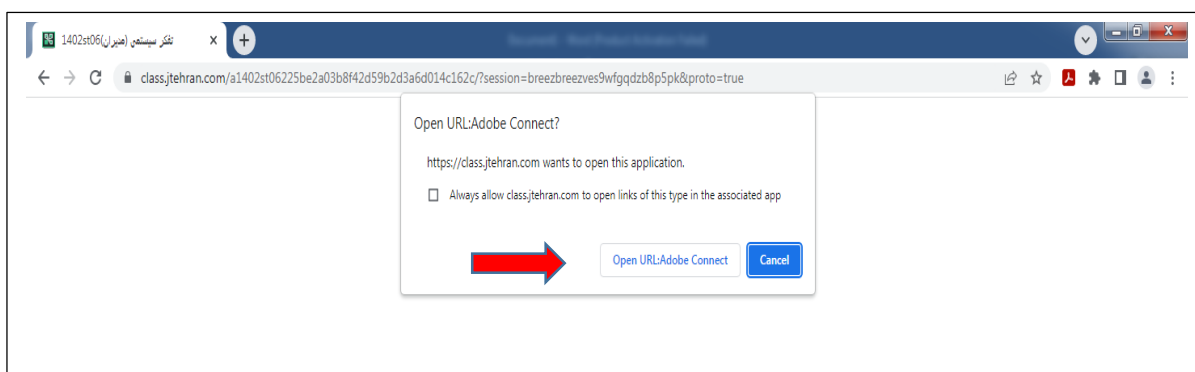 تفکر سیستمی (مدیران)1402st06
class.jtehran.com/a1402st06225be2a03b8f42d59b2d3a6d014c162c/?session=breezbreezves9wfgqdzb8p5pk&proto=true
Open URL:Adobe Connect?
https://class.jtehran.com wants to open this application.
Always allow class.jtehran.com to open links of this type in the associated app
Open URL:Adobe Connect
Cancel